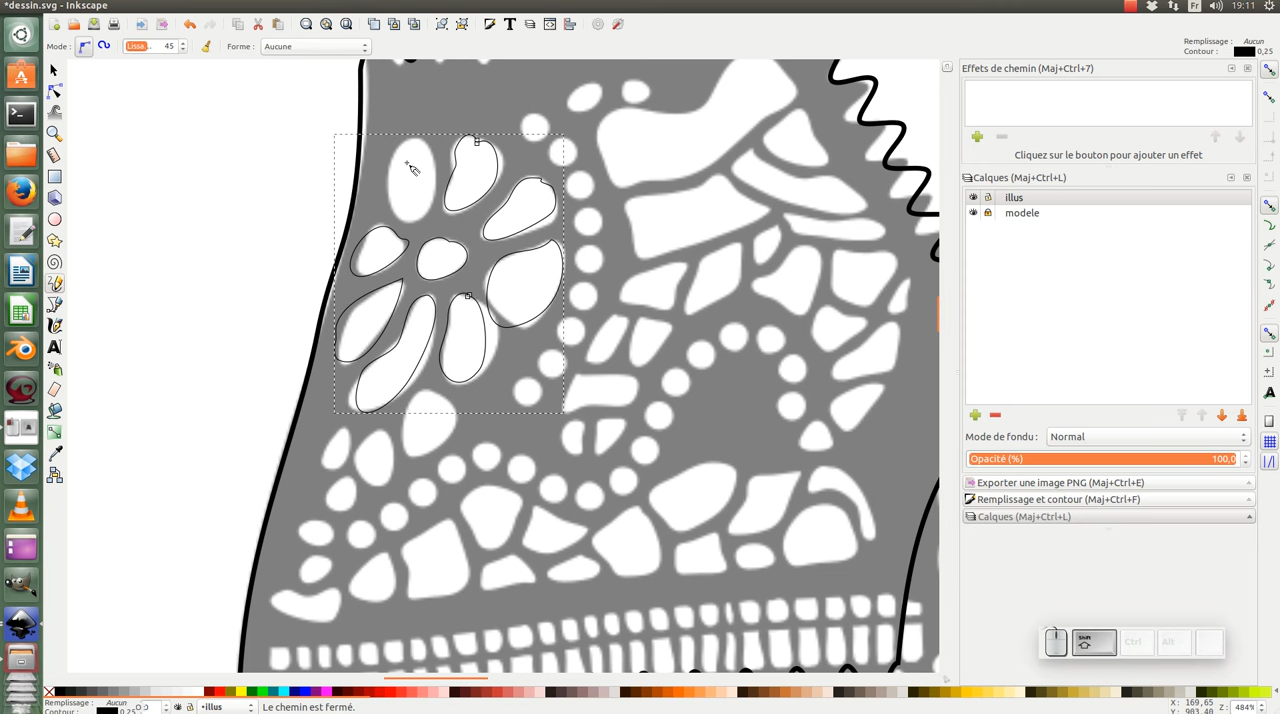 *dessin.svg - Inkscape
Fr
19:11
Mode :
Lissa...
45
Forme :
Aucune
Remplissage :
Aucun
Contour :
0,25
Effets de chemin (Maj+Ctrl+7)
Cliquez sur le bouton pour ajouter un effet
Calques (Maj+Ctrl+L)
illus
modele
Mode de fondu :
Normal
Opacité (%)
100,0
Exporter une image PNG (Maj+Ctrl+E)
Remplissage et contour (Maj+Ctrl+F)
Calques (Maj+Ctrl+L)
Shift
Ctrl
Alt
Remplissage :
Aucun
Contour :
0,25
•illus
Le chemin est fermé.
X : 169,65
Y : 903,40
Z :
484%